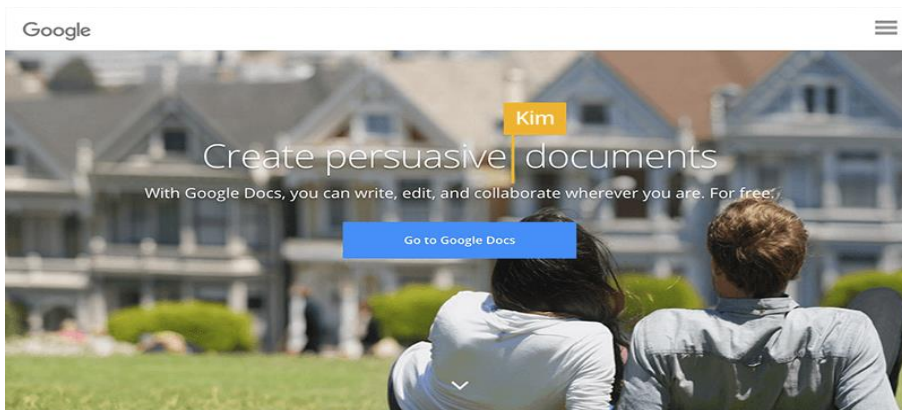 Google
Kim
Create persuasive documents
With Google Docs, you can write, edit, and collaborate wherever you are. For free.
Go to Google Docs